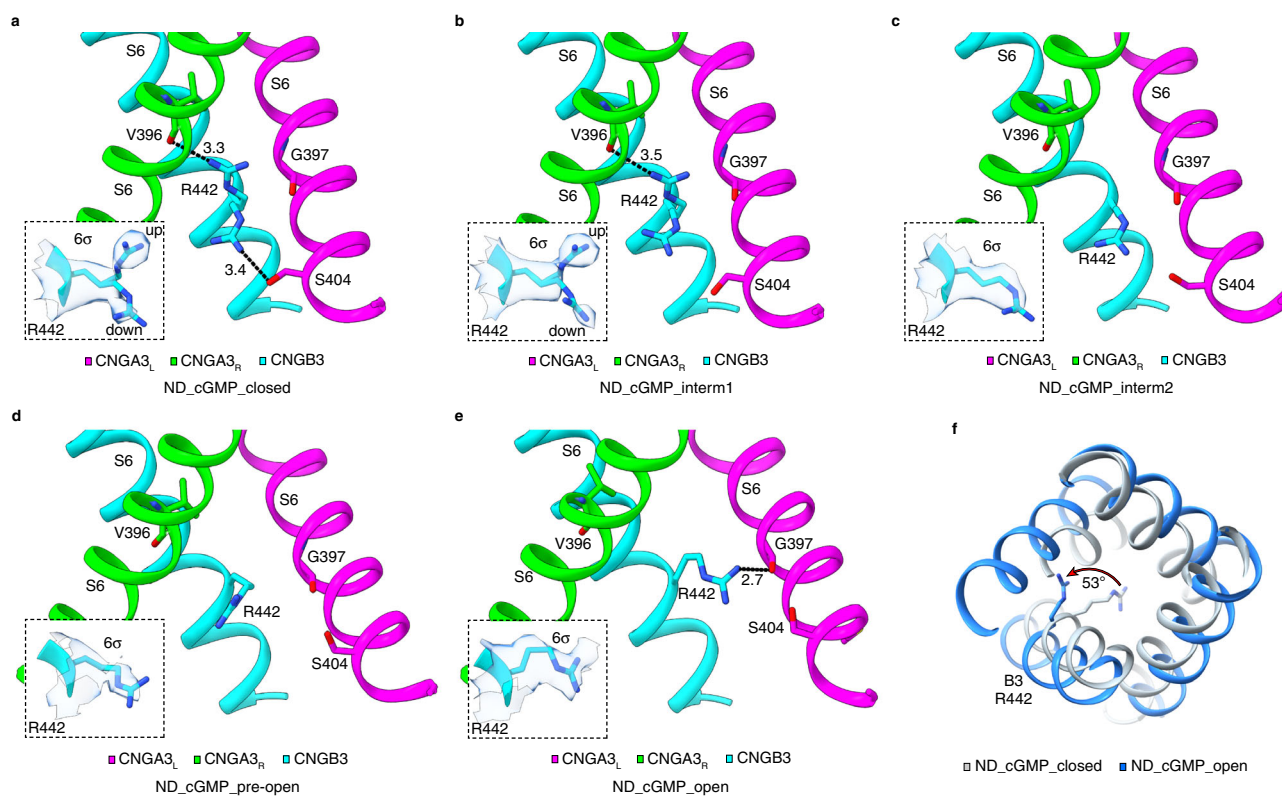 a
S6
S6
V396
3.3
G397
S6
R442
6σ
up
3.4
S404
R442
down
CNGA3L CNGA3R CNGB3
ND_cGMP_closed
b
S6
S6
V396
3.5
G397
S6
R442
6σ
up
S404
R442
down
CNGA3L CNGA3R CNGB3
ND_cGMP_interm1
c
S6
S6
V396
G397
S6
R442
6σ
S404
R442
CNGA3L CNGA3R CNGB3
ND_cGMP_interm2
d
S6
S6
V396
G397
S6
R442
6σ
S404
R442
CNGA3L CNGA3R CNGB3
ND_cGMP_pre-open
e
S6
S6
V396
G397
S6
R442
2.7
6σ
S404
R442
CNGA3L CNGA3R CNGB3
ND_cGMP_open
f
53°
B3
R442
ND_cGMP_closed ND_cGMP_open